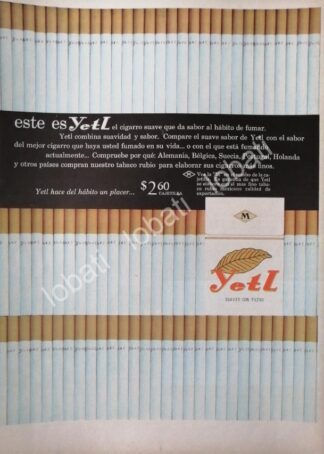 este es Yetl el cigarro suave que da sabor al hábito de fumar.
Yetl combina suavidad y sabor. Compare el suave sabor de Yetl con el sabor
del mejor cigarro que haya usted fumado en su vida... o con el que está fumando
actualmente... Compruebe por qué: Alemania, Bélgica, Suecia, Portugal, Holanda
y otros países compran nuestro tabaco rubio para elaborar sus cigarros más finos.
Yetl hace del hábito un placer...
$2.60
CAJETILLA
M
Yetl
SUAVES CON FILTRO
lobati lobati lobati